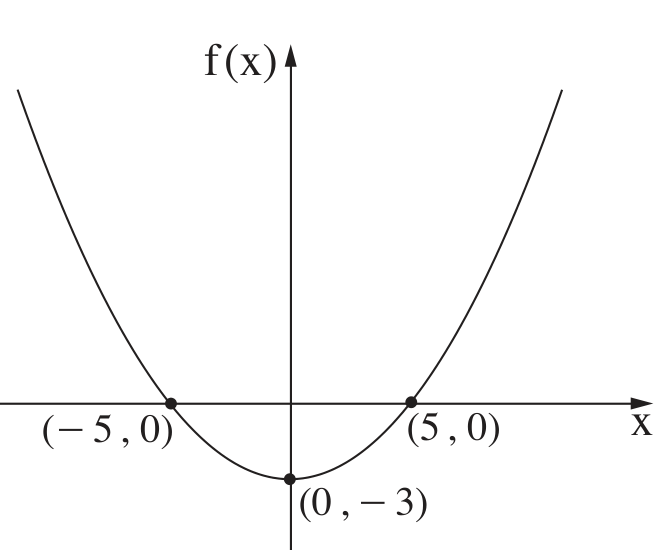 f(x)
(−5,0)
(5,0)
x
(0,−3)